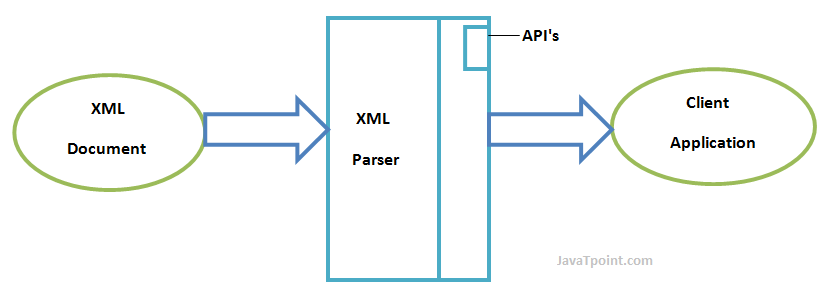 XML
Document
XML
Parser
API's
Client
Application
JavaTpoint.com